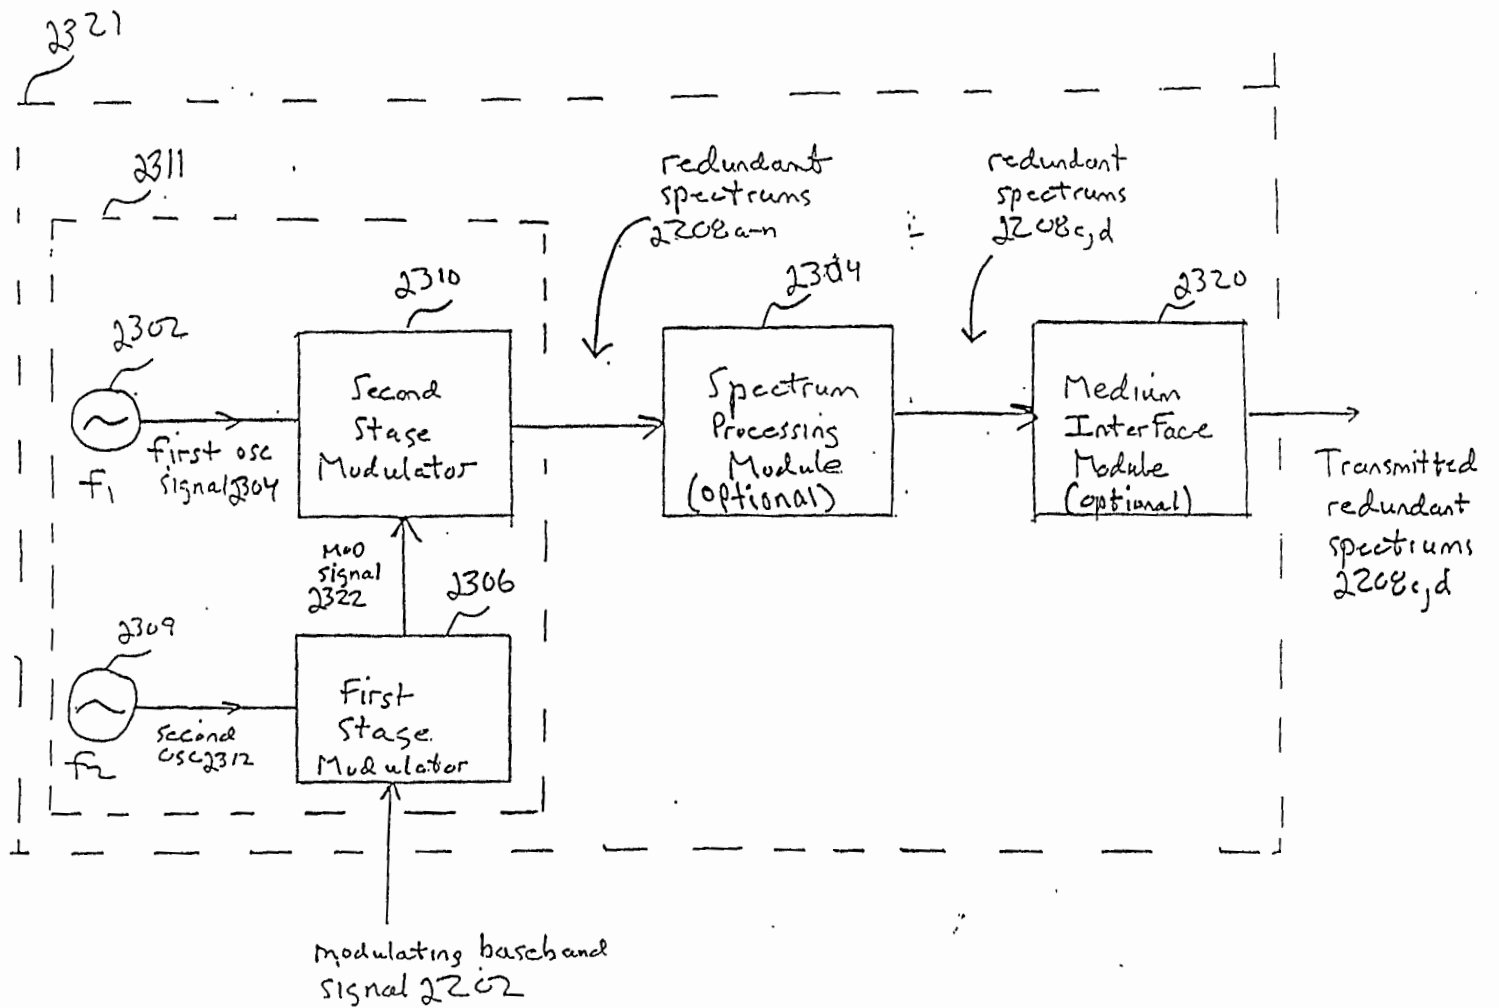 2321
2311
redundant
spectrums
2208a-n
redundant
spectrums
2208c,d
2310
2304
2320
2302
Second
Stage
Modulator
Spectrum
Processing
Module
(optional)
Medium
Interface
Module
(optional)
first osc
signal 2304
f1
Transmitted
redundant
spectrums
2208c,d
MOD
signal
2322
2306
2309
First
Stage
Modulator
second
osc 2312
f2
modulating baseband
signal 2202